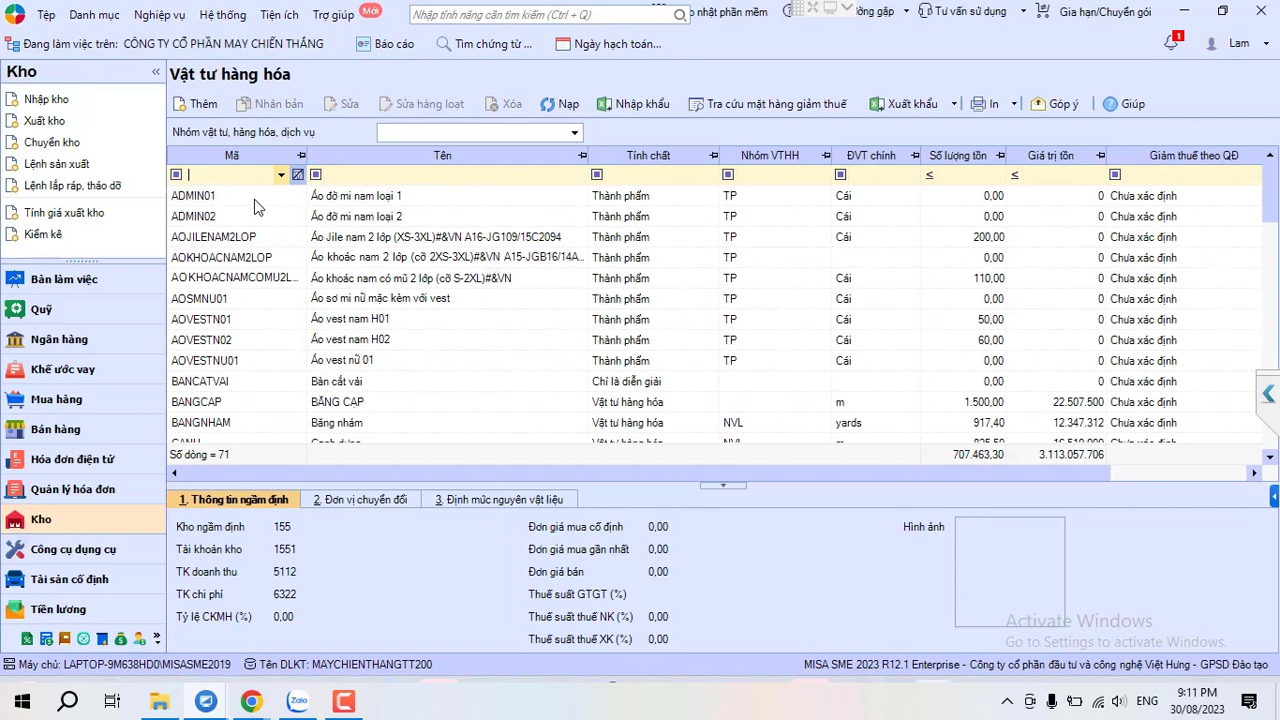 Tệp Danh mục Nghiệp vụ Hệ thống Tiện ích Trợ giúp Mới Nhập tính năng cần tìm kiếm (Ctrl + Q) nhật phần mềm gặp Tư vấn sử dụng Gia hạn/Chuyển gói
Đang làm việc trên: CÔNG TY CỔ PHẦN MAY CHIẾN THẮNG Báo cáo Tìm chứng từ ... Ngày hạch toán... 1 Lam
Kho «
Nhập kho
Xuất kho
Chuyển kho
Lệnh sản xuất
Lệnh lắp ráp, tháo dỡ
Tính giá xuất kho
Kiểm kê
Bàn làm việc
Quỹ
Ngân hàng
Khế ước vay
Mua hàng
Bán hàng
Hóa đơn điện tử
Quản lý hóa đơn
Kho
Công cụ dụng cụ
Tài sản cố định
Tiền lương
Vật tư hàng hóa
Thêm Nhân bản Sửa Sửa hàng loạt Xóa Nạp Nhập khẩu Tra cứu mặt hàng giảm thuế Xuất khẩu In Góp ý Giúp
Nhóm vật tư, hàng hóa, dịch vụ
Mã Tên Tính chất Nhóm VTHH ĐVT chính Số lượng tồn Giá trị tồn Giảm thuế theo QĐ
≤ ≤
ADMIN01 Áo đỡ mi nam loại 1 Thành phẩm TP Cái 0,00 0 Chưa xác định
ADMIN02 Áo đỡ mi nam loại 2 Thành phẩm TP Cái 0,00 0 Chưa xác định
AOJILENAM2LOP Áo Jile nam 2 lớp (XS-3XL)#&VN A16-JG109/15C2094 Thành phẩm TP Cái 200,00 0 Chưa xác định
AOKHOACNAM2LOP Áo khoác nam 2 lớp (cỡ 2XS-3XL)#&VN A15-JGB16/14A... Thành phẩm TP 0,00 0 Chưa xác định
AOKHOACNAMCOMU2L... Áo khoác nam có mũ 2 lớp (cỡ S-2XL)#&VN Thành phẩm TP Cái 110,00 0 Chưa xác định
AOSMNU01 Áo sơ mi nữ mặc kèm với vest Thành phẩm TP Cái 0,00 0 Chưa xác định
AOVESTN01 Áo vest nam H01 Thành phẩm TP Cái 50,00 0 Chưa xác định
AOVESTN02 Áo vest nam H02 Thành phẩm TP Cái 60,00 0 Chưa xác định
AOVESTNU01 Áo vest nữ 01 Thành phẩm TP Cái 0,00 0 Chưa xác định
BANCATVAI Bàn cắt vải Chỉ là diễn giải 0,00 0 Chưa xác định
BANGCAP BĂNG CẠP Vật tư hàng hóa m 1.500,00 22.507.500 Chưa xác định
BANGNHAM Băng nhám Vật tư hàng hóa NVL yards 917,40 12.347.312 Chưa xác định
Số dòng = 71 707.463,30 3.113.057.706
1. Thông tin ngầm định 2. Đơn vị chuyển đổi 3. Định mức nguyên vật liệu
Kho ngầm định 155 Đơn giá mua cố định 0,00 Hình ảnh
Tài khoản kho 1551 Đơn giá mua gần nhất 0,00
TK doanh thu 5112 Đơn giá bán 0,00
TK chi phí 6322 Thuế suất GTGT (%)
Tỷ lệ CKMH (%) 0,00 Thuế suất thuế NK (%) 0,00
Thuế suất thuế XK (%) 0,00
Activate Windows
Go to Settings to activate Windows.
Máy chủ: LAPTOP-9M638HD0\MISASME2019 Tên DLKT: MAYCHIENTHANGTT200 MISA SME 2023 R12.1 Enterprise - Công ty cổ phần đầu tư và công nghệ Việt Hưng - GPSD Đào tạo
Zalo ENG 9:11 PM
30/08/2023